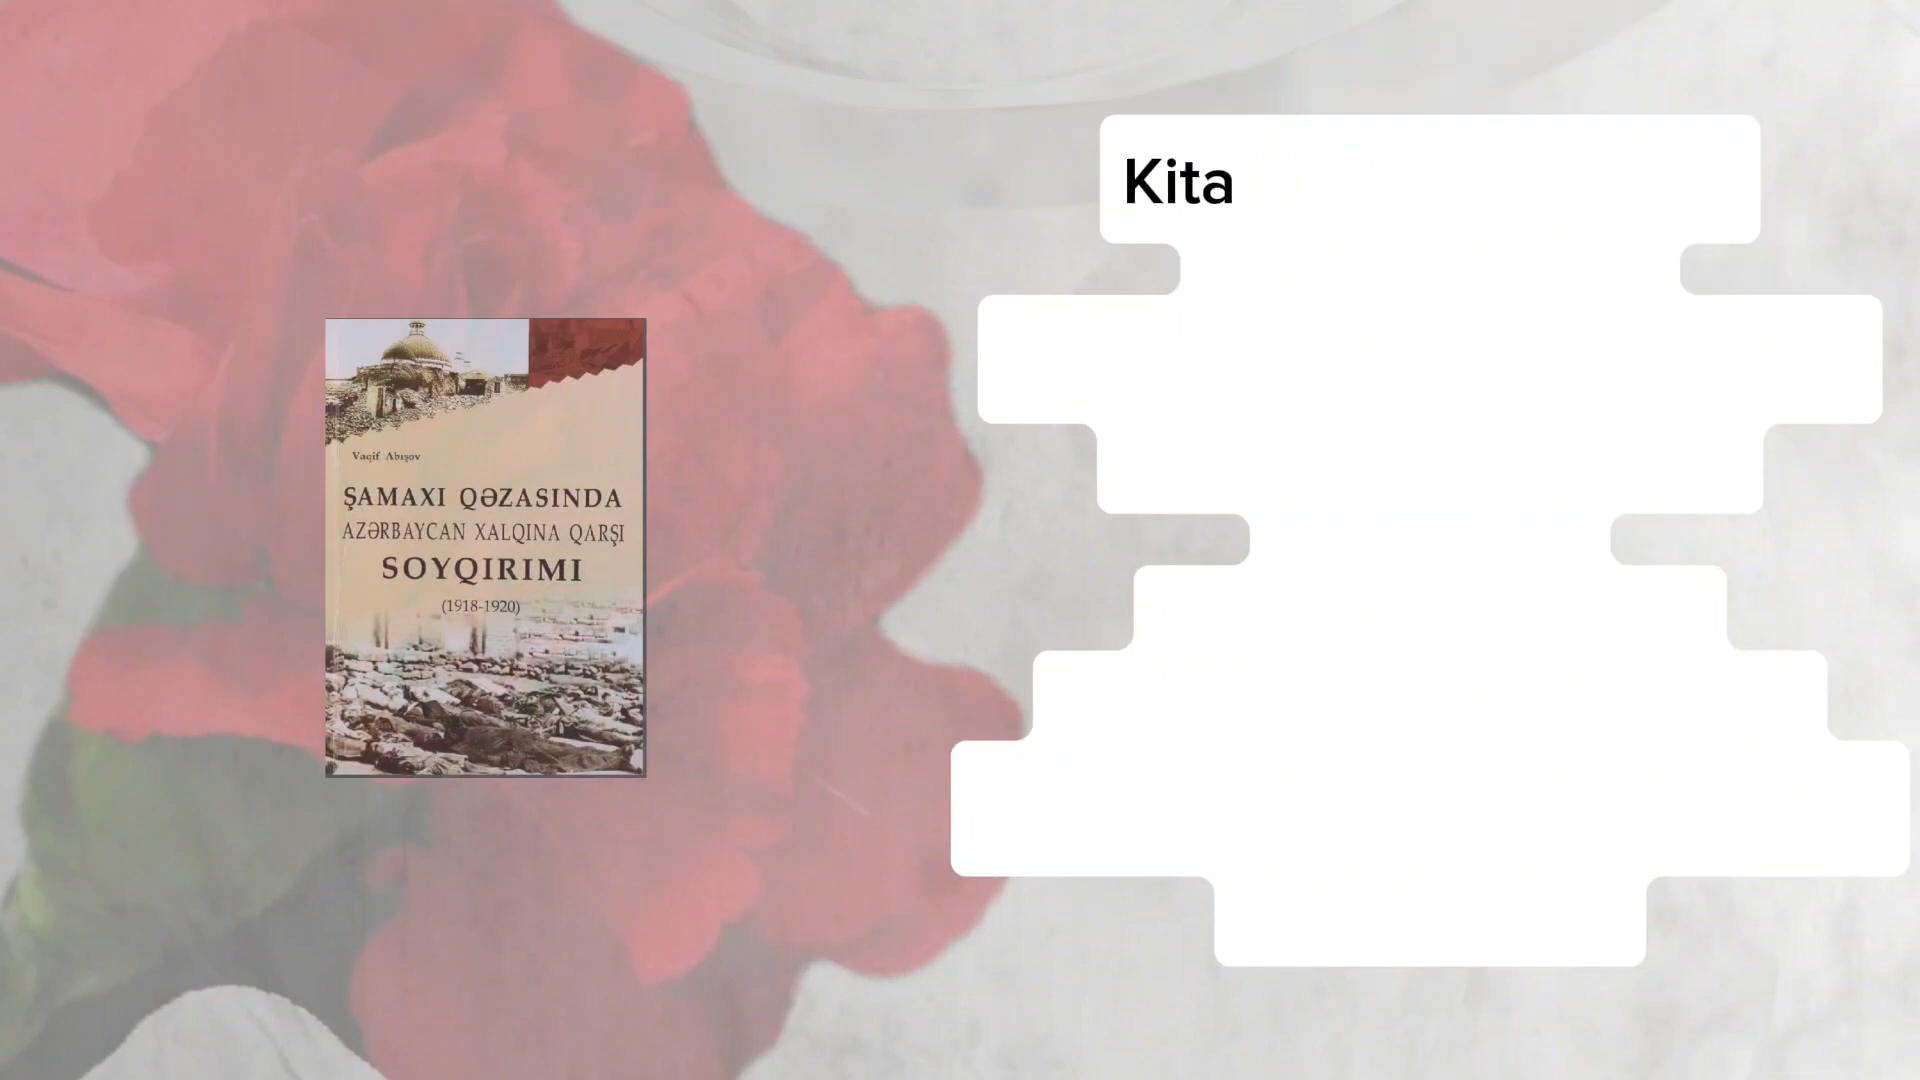 Kita
Vaqif Abışov
ŞAMAXI QƏZASINDA
AZƏRBAYCAN XALQINA QARŞI
SOYQIRIMI
(1918-1920)